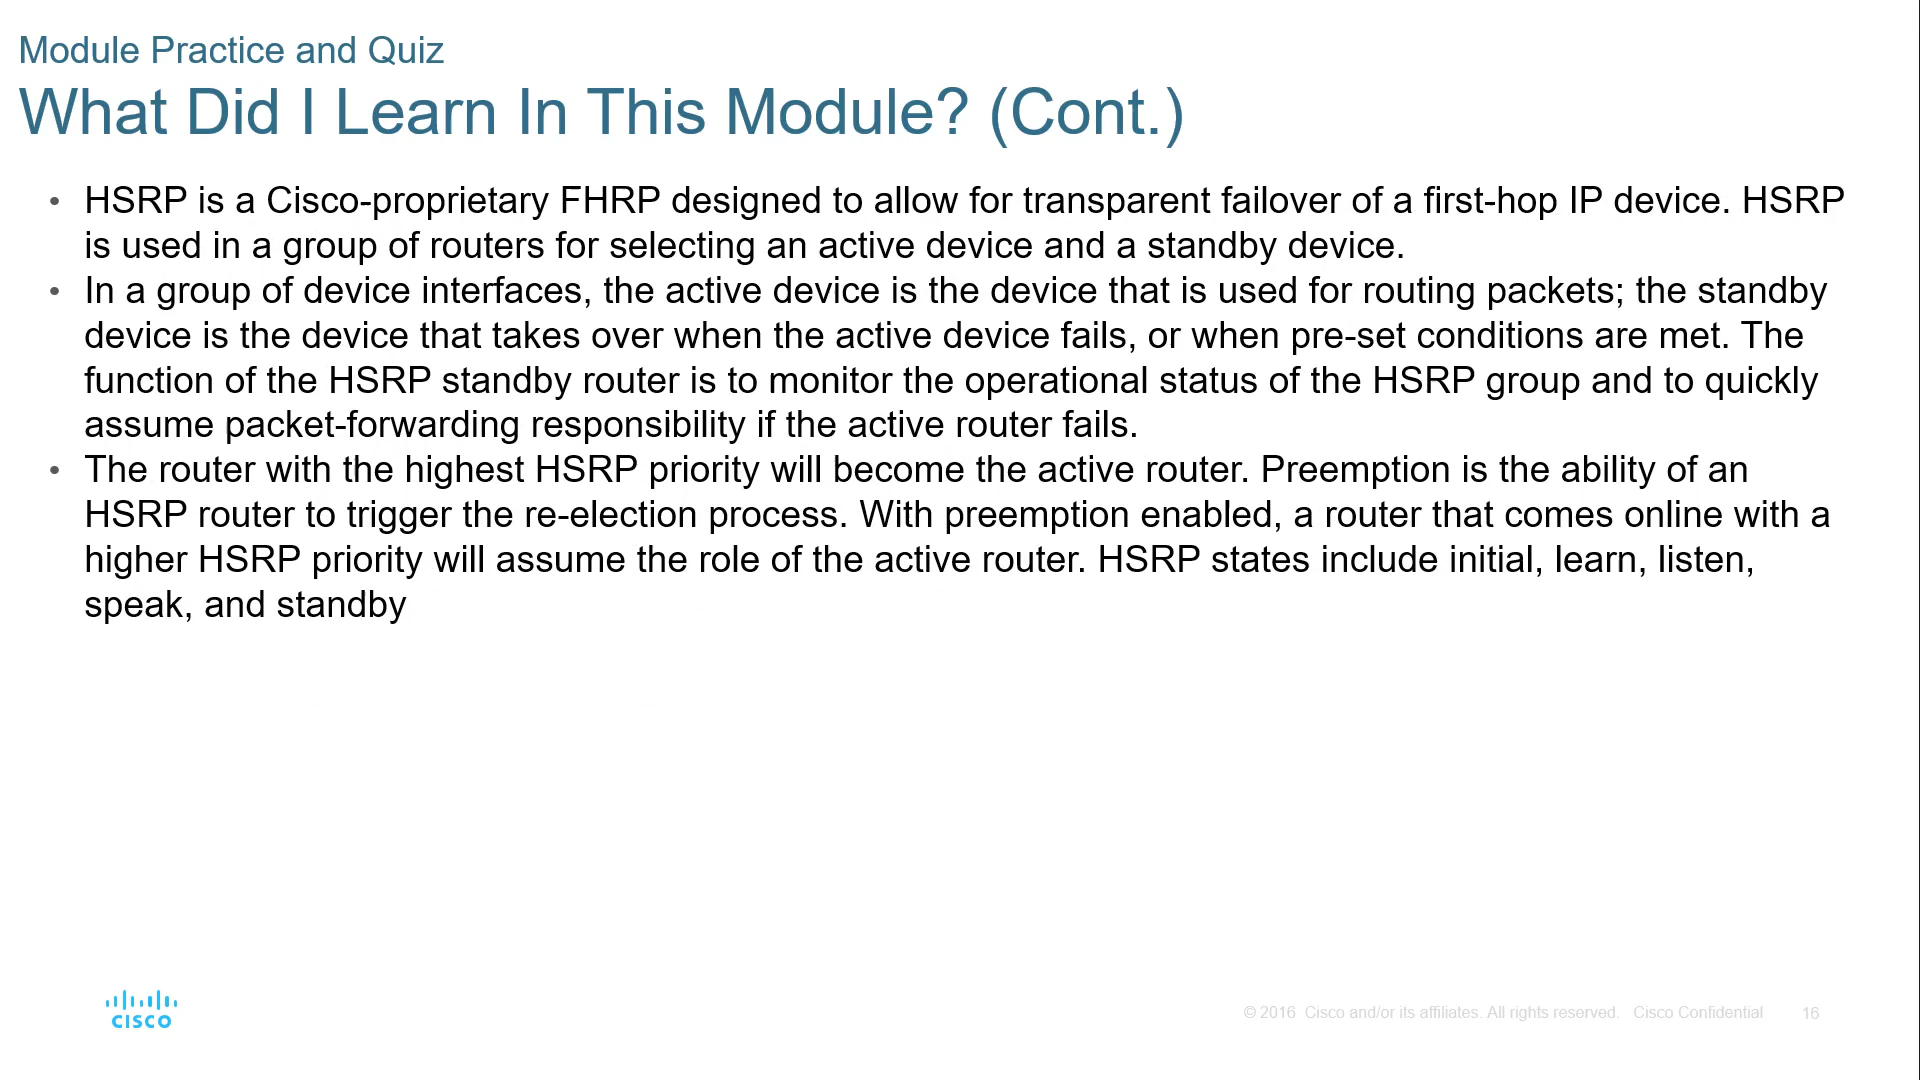 Module Practice and Quiz
What Did I Learn In This Module? (Cont.)
• HSRP is a Cisco-proprietary FHRP designed to allow for transparent failover of a first-hop IP device. HSRP
is used in a group of routers for selecting an active device and a standby device.
• In a group of device interfaces, the active device is the device that is used for routing packets; the standby
device is the device that takes over when the active device fails, or when pre-set conditions are met. The
function of the HSRP standby router is to monitor the operational status of the HSRP group and to quickly
assume packet-forwarding responsibility if the active router fails.
• The router with the highest HSRP priority will become the active router. Preemption is the ability of an
HSRP router to trigger the re-election process. With preemption enabled, a router that comes online with a
higher HSRP priority will assume the role of the active router. HSRP states include initial, learn, listen,
speak, and standby
CISCO
© 2016 Cisco and/or its affiliates. All rights reserved. Cisco Confidential 16